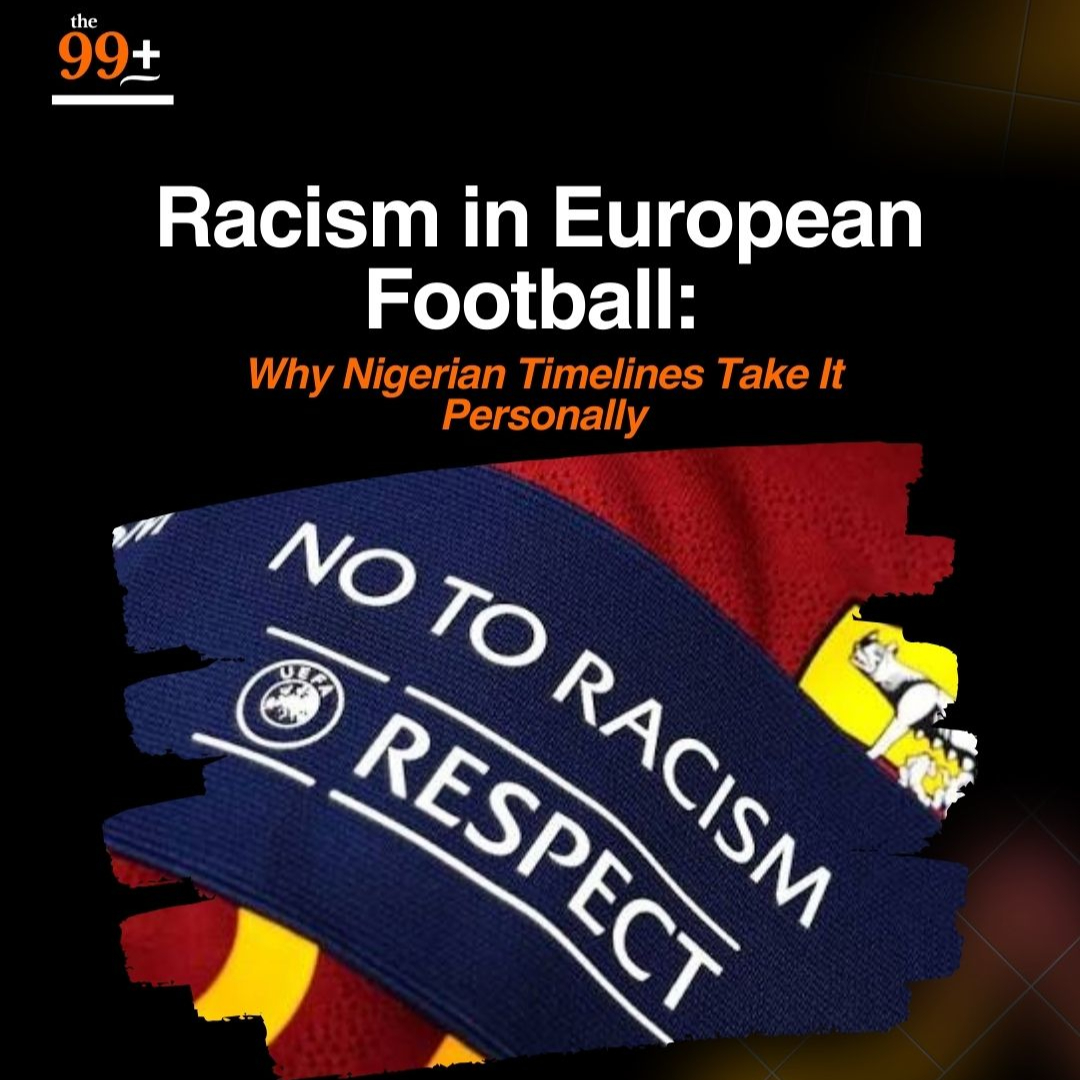 the
99+
Racism in European
Football:
Why Nigerian Timelines Take It
Personally
NO TO RACISM
UEFA
RESPECT